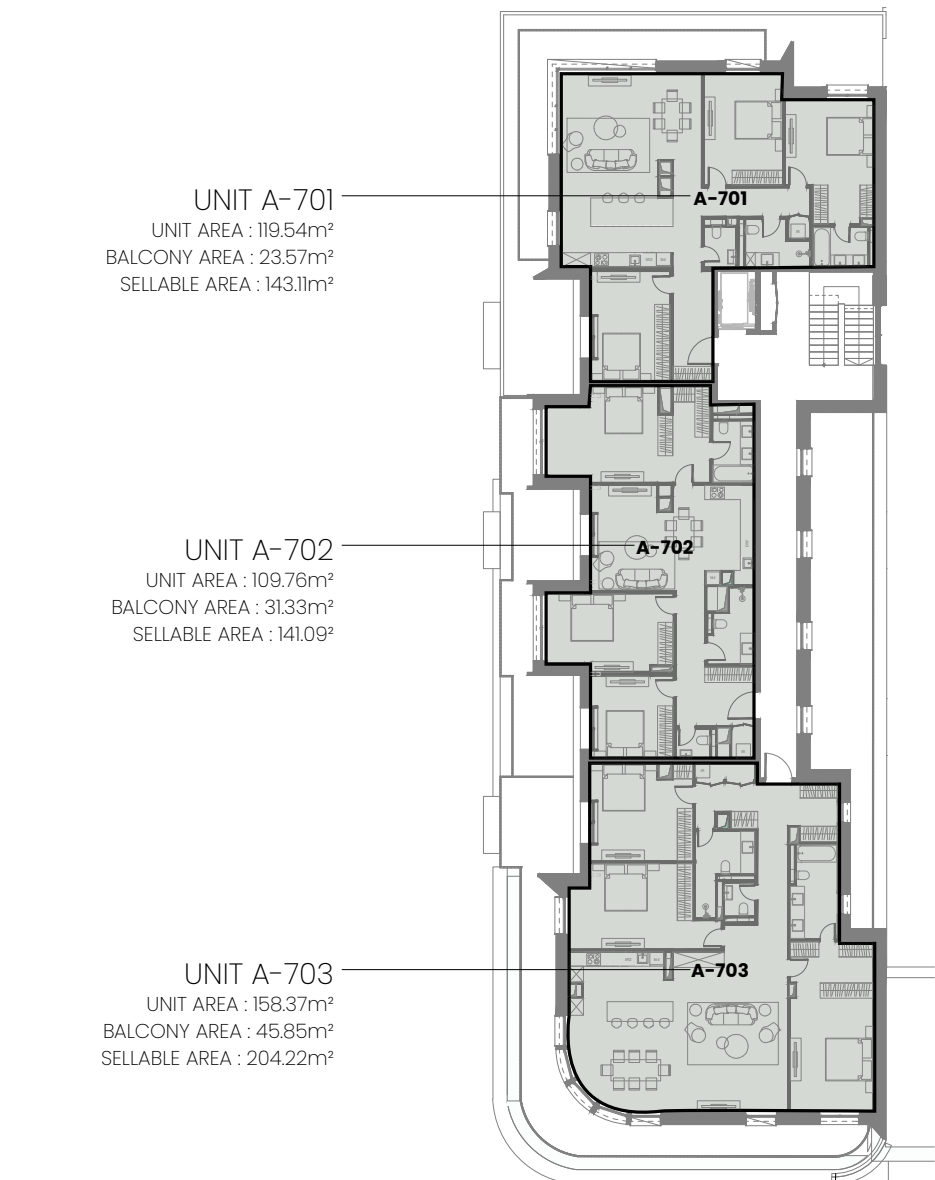 UNIT A-701
UNIT AREA : 119.54m²
BALCONY AREA : 23.57m²
SELLABLE AREA : 143.11m²
A-701
UNIT A-702
UNIT AREA : 109.76m²
BALCONY AREA : 31.33m²
SELLABLE AREA : 141.09m²
A-702
UNIT A-703
UNIT AREA : 158.37m²
BALCONY AREA : 45.85m²
SELLABLE AREA : 204.22m²
A-703